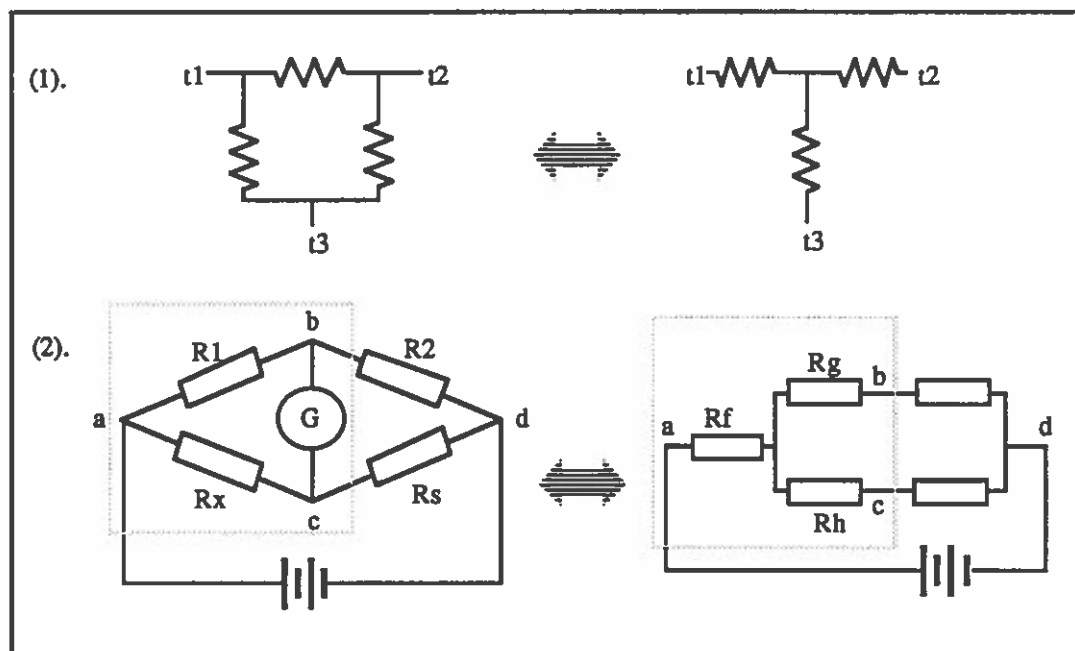 (1).
t1 t2
t3
t1 t2
t3
(2).
b
R1 R2
a G d
Rx Rs
c
Rg b
a Rf d
Rh c